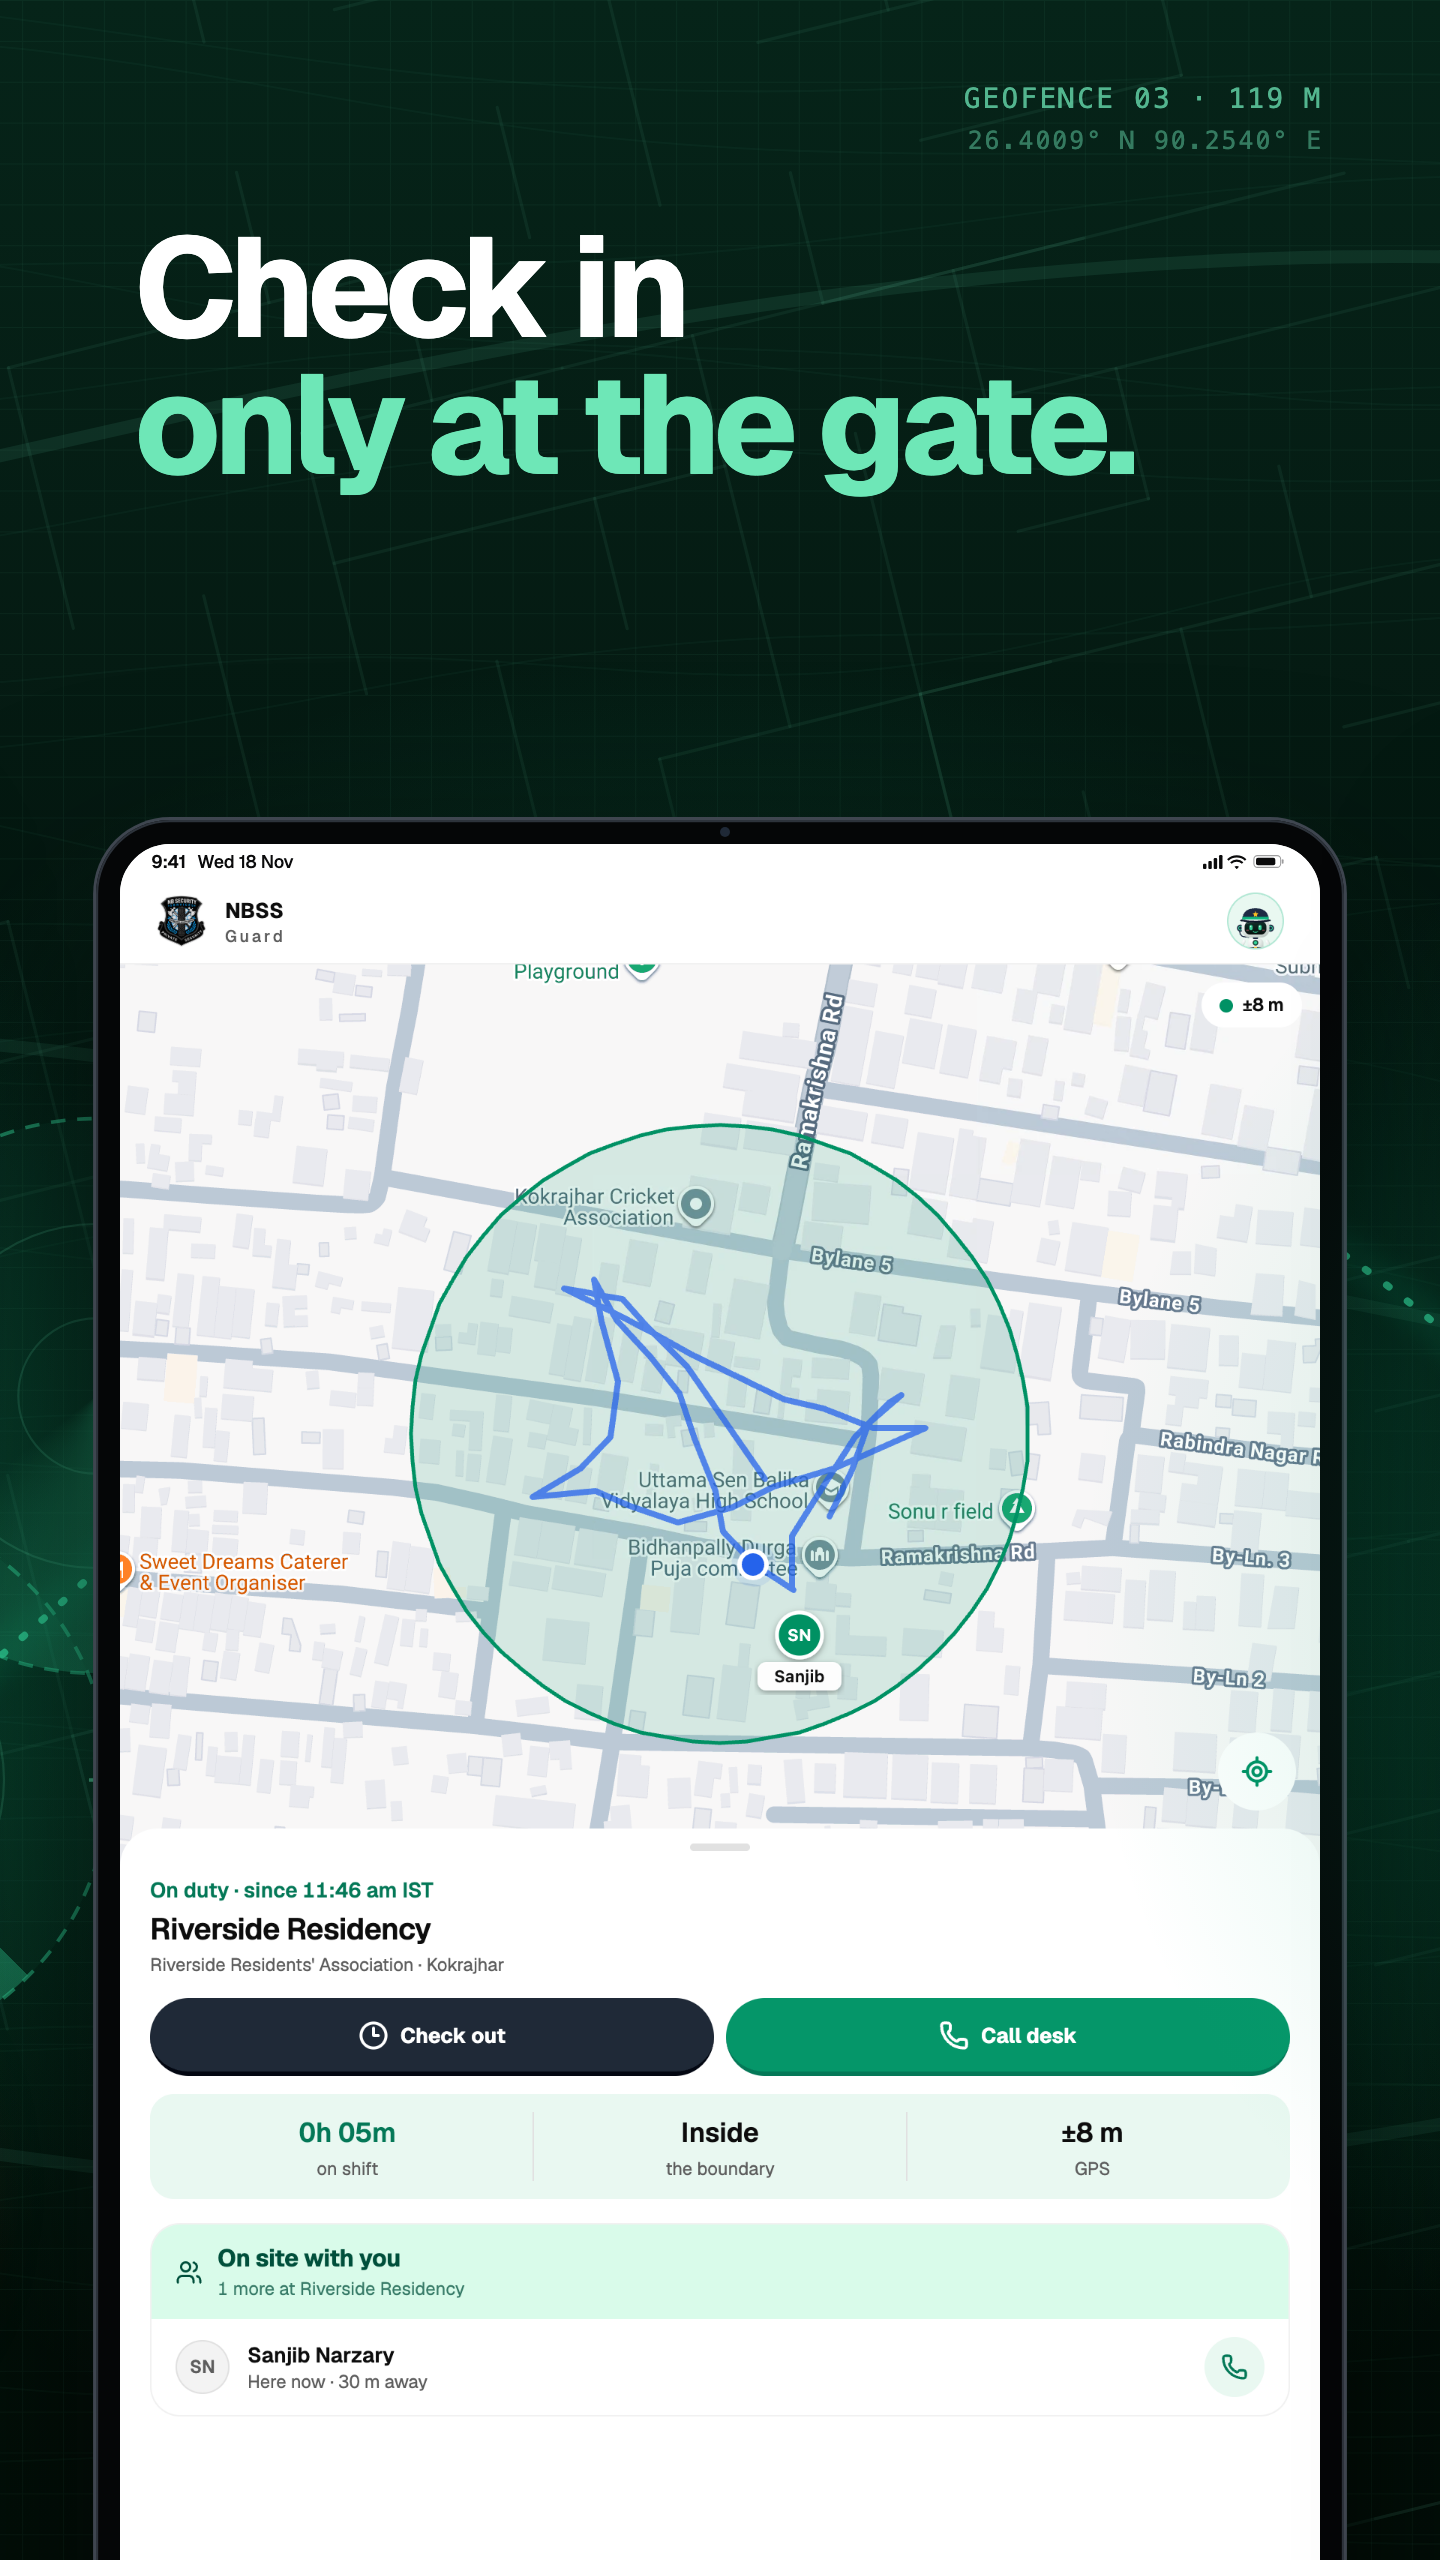 GEOFENCE 03 · 119 M
26.4009° N 90.2540° E
Check in
only at the gate.
9:41 Wed 18 Nov
NBSS
Guard
Playground
±8 m
Ramakrishna Rd
Kokrajhar Cricket
Association
Bylane 5
Bylane 5
Rabindra Nagar
Uttama Sen Balika
Vidyalaya High School
Sonu r field
Bidhanpally Durga
Puja committee
Ramakrishna Rd
By-Ln. 3
Sweet Dreams Caterer
& Event Organiser
SN
Sanjib
By-Ln 2
On duty · since 11:46 am IST
Riverside Residency
Riverside Residents' Association · Kokrajhar
Check out
Call desk
0h 05m
on shift
Inside
the boundary
±8 m
GPS
On site with you
1 more at Riverside Residency
SN
Sanjib Narzary
Here now · 30 m away